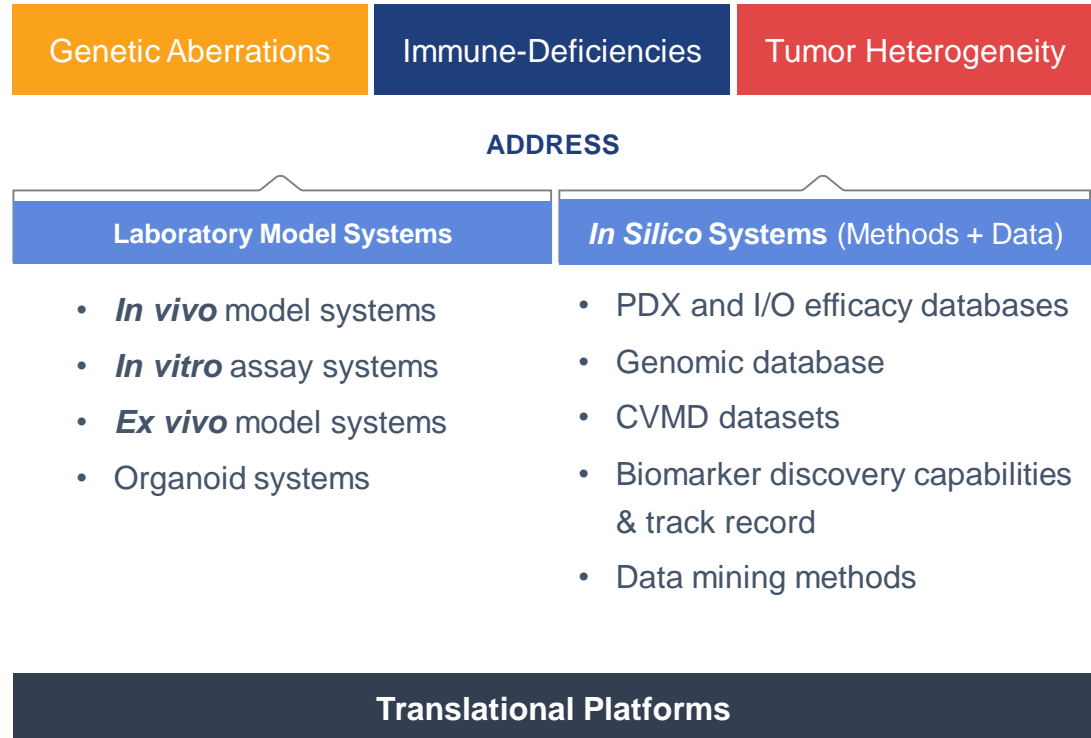 Genetic Aberrations
Immune-Deficiencies
Tumor Heterogeneity
ADDRESS
Laboratory Model Systems
• In vivo model systems
• In vitro assay systems
• Ex vivo model systems
• Organoid systems
In Silico Systems (Methods + Data)
• PDX and I/O efficacy databases
• Genomic database
• CVMD datasets
• Biomarker discovery capabilities
& track record
• Data mining methods
Translational Platforms